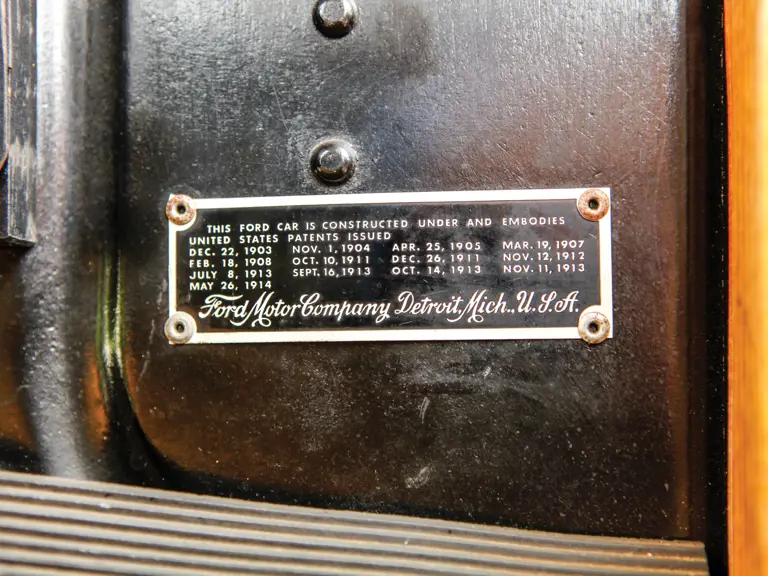 THIS FORD CAR IS CONSTRUCTED UNDER AND EMBODIES
UNITED STATES PATENTS ISSUED
DEC. 22, 1903 NOV. 1, 1904 APR. 25, 1905 MAR. 19, 1907
FEB. 18, 1908 OCT. 10, 1911 DEC. 26, 1911 NOV. 12, 1912
JULY 8, 1913 SEPT. 16, 1913 OCT. 14, 1913 NOV. 11, 1913
MAY 26, 1914
Ford Motor Company Detroit, Mich., U.S.A.